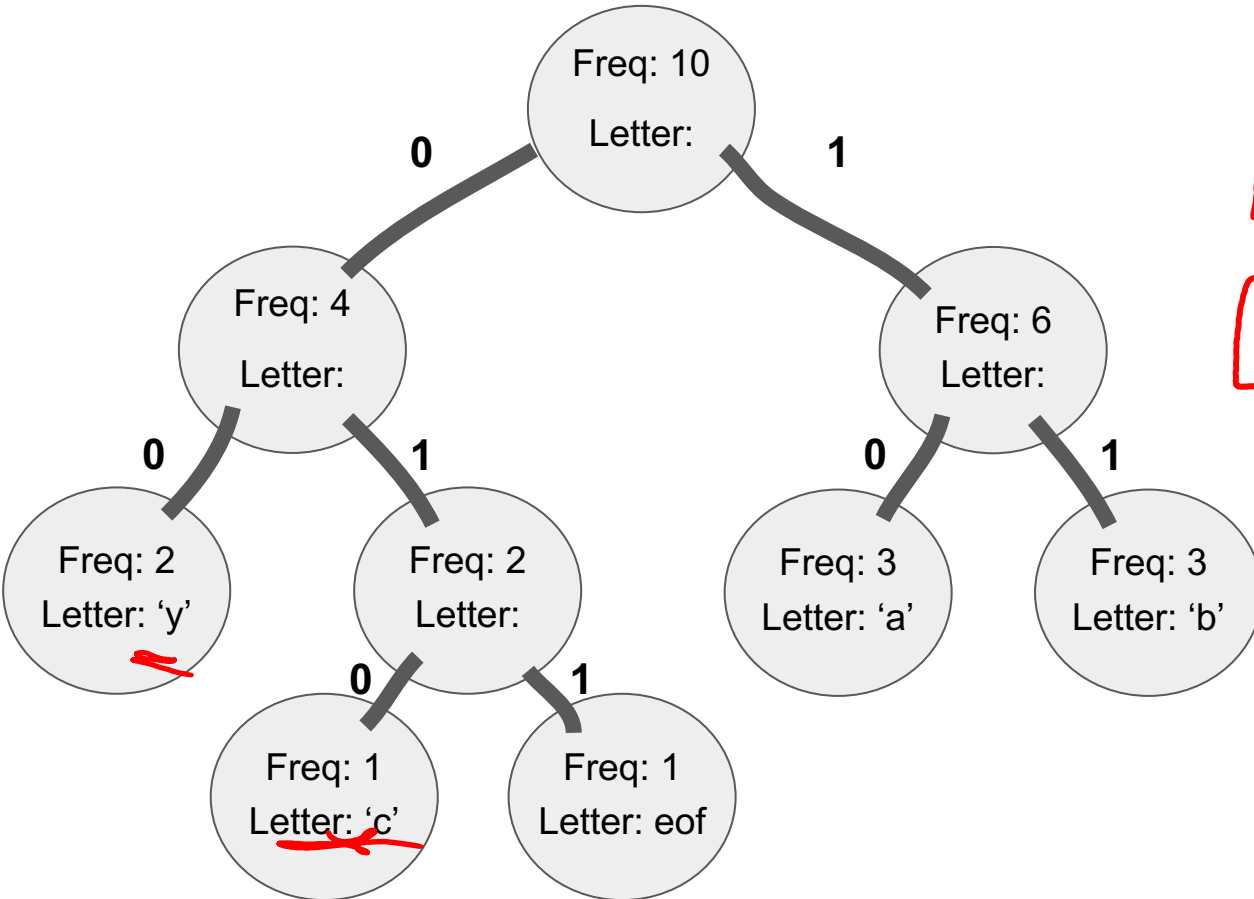 Freq: 10
Letter:
0
1
Freq: 4
Letter:
Freq: 6
Letter:
0
1
0
1
Freq: 2
Letter: ‘y’
Freq: 2
Letter:
Freq: 3
Letter: ‘a’
Freq: 3
Letter: ‘b’
0
1
Freq: 1
Letter: ‘c’
Freq: 1
Letter: eof